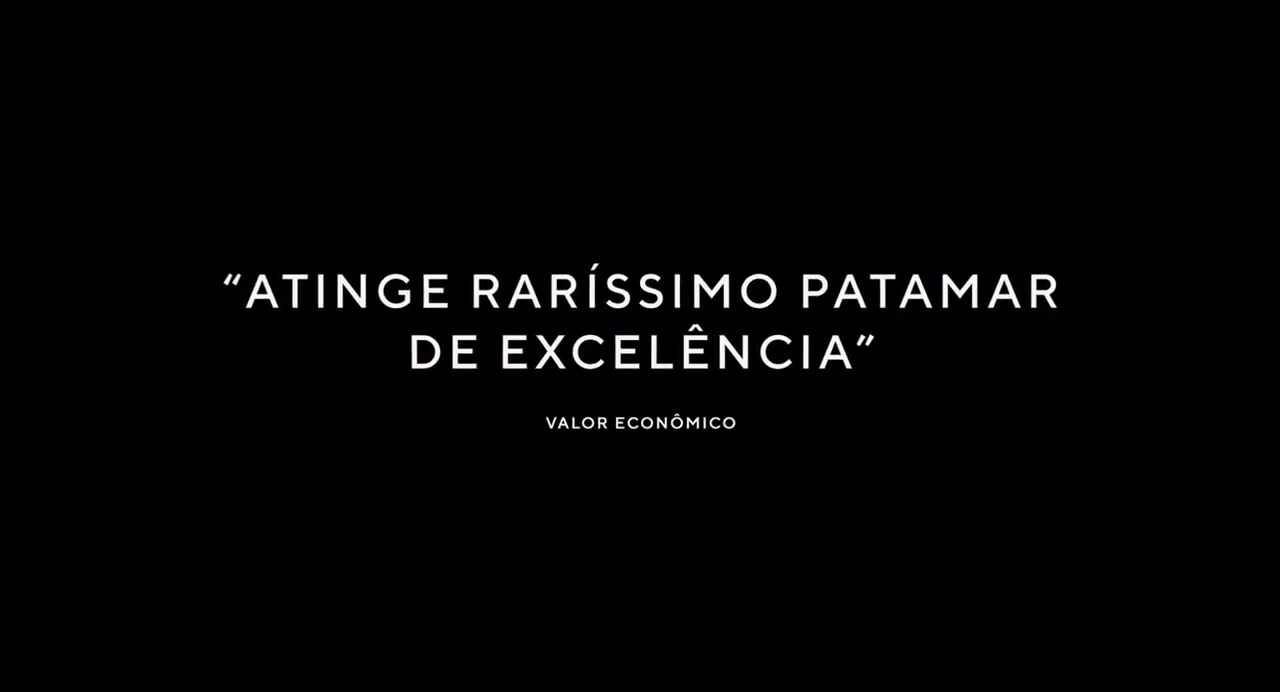 “ATINGE RARÍSSIMO PATAMAR
DE EXCELÊNCIA”
VALOR ECONÔMICO